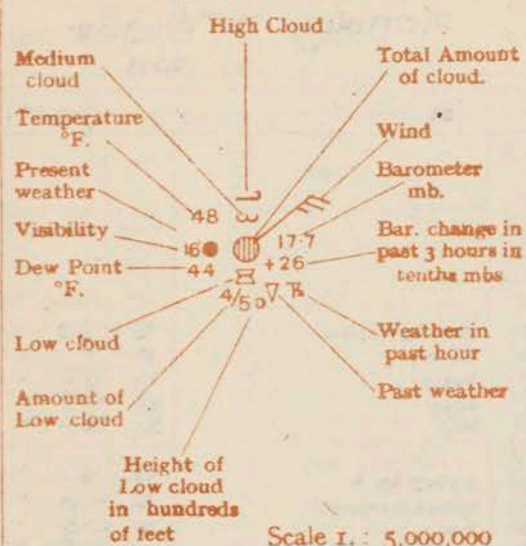 High Cloud
Medium
cloud
Total Amount
of cloud.
Temperature
°F.
Wind
Present
weather
Barometer
mb.
48
Visibility
16
17·7
Bar. change in
past 3 hours in
tenths mbs
+26
Dew Point
°F.
44
4/50
Low cloud
Weather in
past hour
Amount of
Low cloud
Past weather
Height of
Low cloud
in hundreds
of feet
Scale 1. : 5,000,000